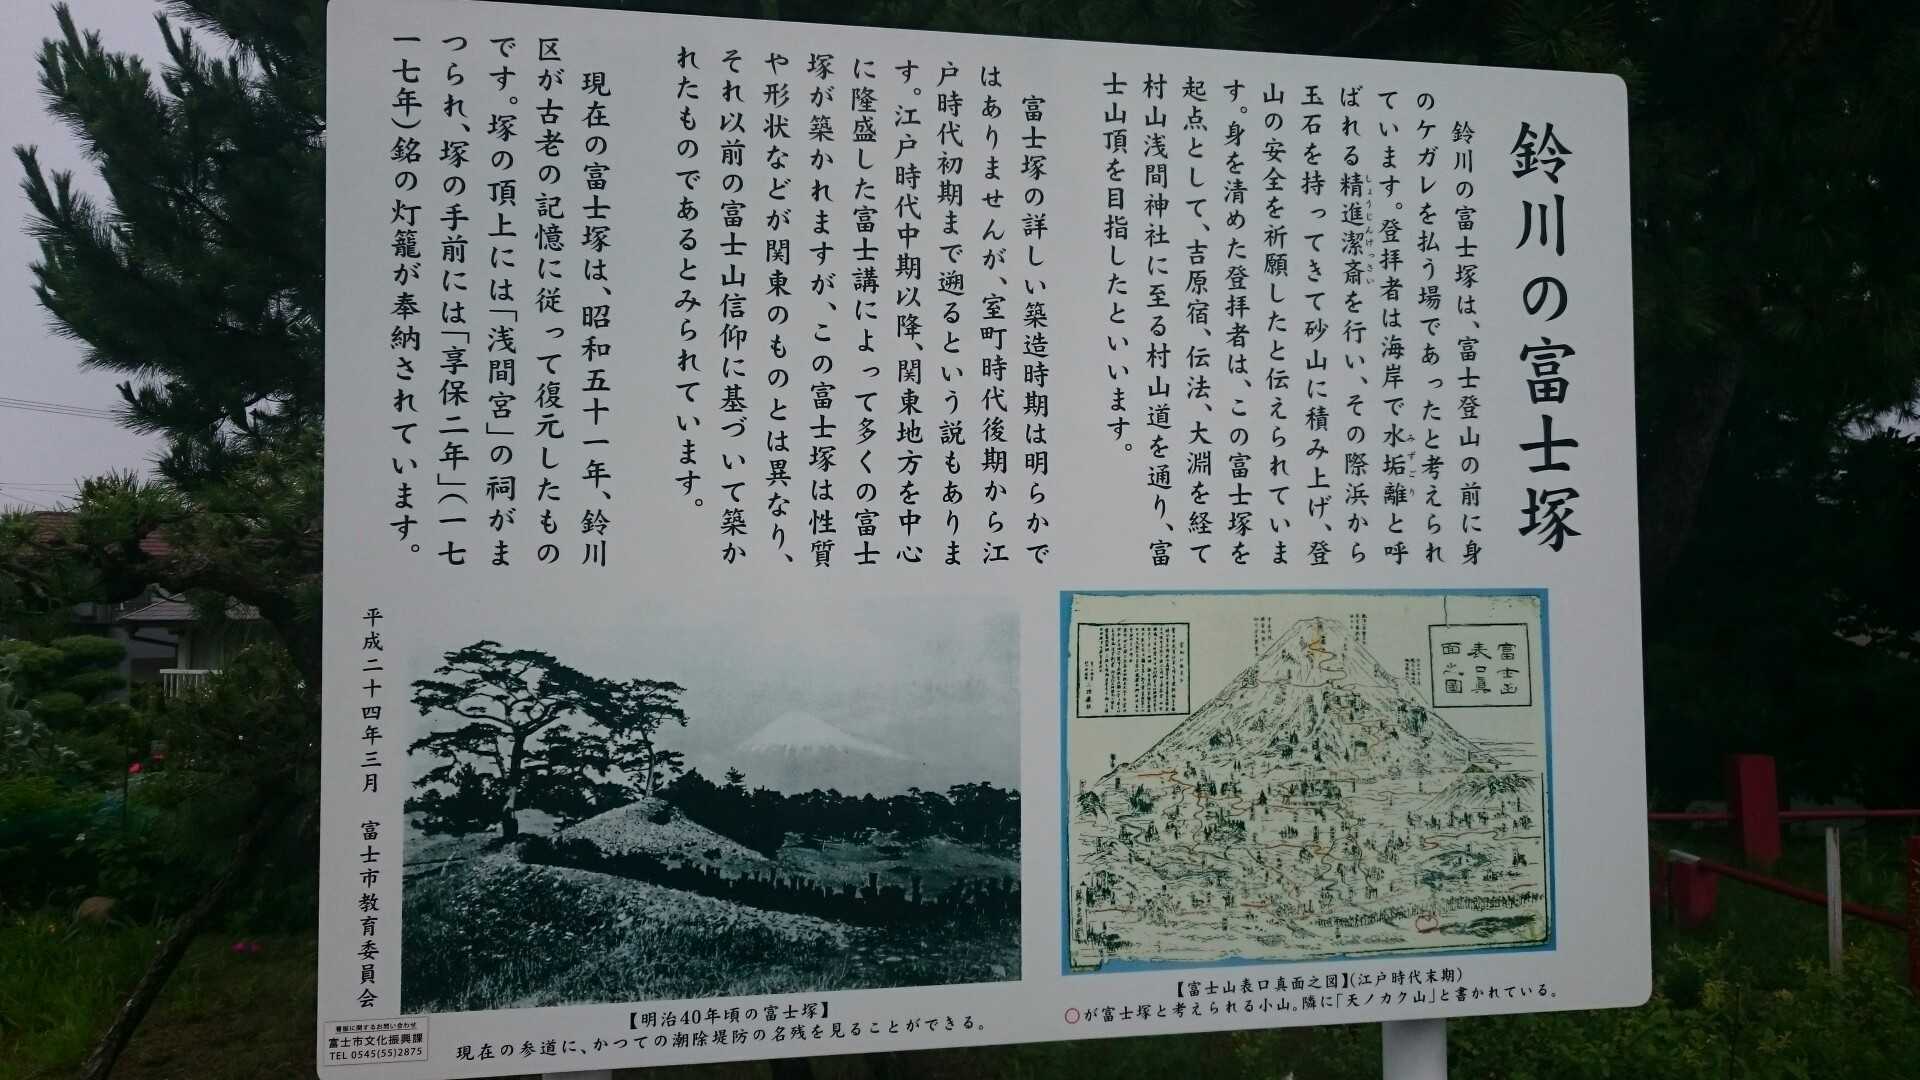 鈴川の富士塚
鈴川の富士塚は、富士登山の前に身
のケガレを払う場であったと考えられ
ています。登拝者は海岸で水垢離と呼
みずごり
ばれる精進潔斎を行い、その際浜から
しょうじんけっさい
玉石を持ってきて砂山に積み上げ、登
山の安全を祈願したと伝えられていま
す。身を清めた登拝者は、この富士塚を
起点として、吉原宿、伝法、大淵を経て
村山浅間神社に至る村山道を通り、富
士山頂を目指したといいます。
富士塚の詳しい築造時期は明らかで
はありませんが、室町時代後期から江
戸時代初期まで遡るという説もありま
す。江戸時代中期以降、関東地方を中心
に隆盛した富士講によって多くの富士
塚が築かれますが、この富士塚は性質
や形状などが関東のものとは異なり、
それ以前の富士山信仰に基づいて築か
れたものであるとみられています。
現在の富士塚は、昭和五十一年、鈴川
区が古老の記憶に従って復元したもの
です。塚の頂上には「浅間宮」の祠がま
つられ、塚の手前には「享保二年」(一七
一七年)銘の灯籠が奉納されています。
平成二十四年三月 富士市教育委員会
富士山
表口真
面之図
【富士山表口真面之図】(江戸時代末期)
○が富士塚と考えられる小山。隣に「天ノカク山」と書かれている。
【明治40年頃の富士塚】
現在の参道に、かつての潮除堤防の名残を見ることができる。
看板に関するお問い合わせ
富士市文化振興課
TEL 0545(55)2875